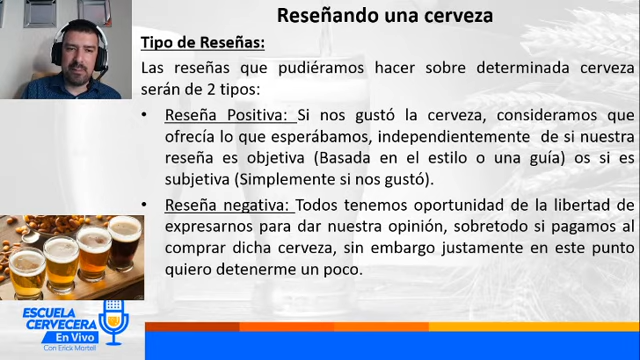 Reseñando una cerveza
Tipo de Reseñas:
Las reseñas que pudiéramos hacer sobre determinada cerveza
serán de 2 tipos:
• Reseña Positiva: Si nos gustó la cerveza, consideramos que
ofrecía lo que esperábamos, independientemente de si nuestra
reseña es objetiva (Basada en el estilo o una guía) os si es
subjetiva (Simplemente si nos gustó).
• Reseña negativa: Todos tenemos oportunidad de la libertad de
expresarnos para dar nuestra opinión, sobretodo si pagamos al
comprar dicha cerveza, sin embargo justamente en este punto
quiero detenerme un poco.
ESCUELA
CERVECERA
En Vivo
Con Erick Martell